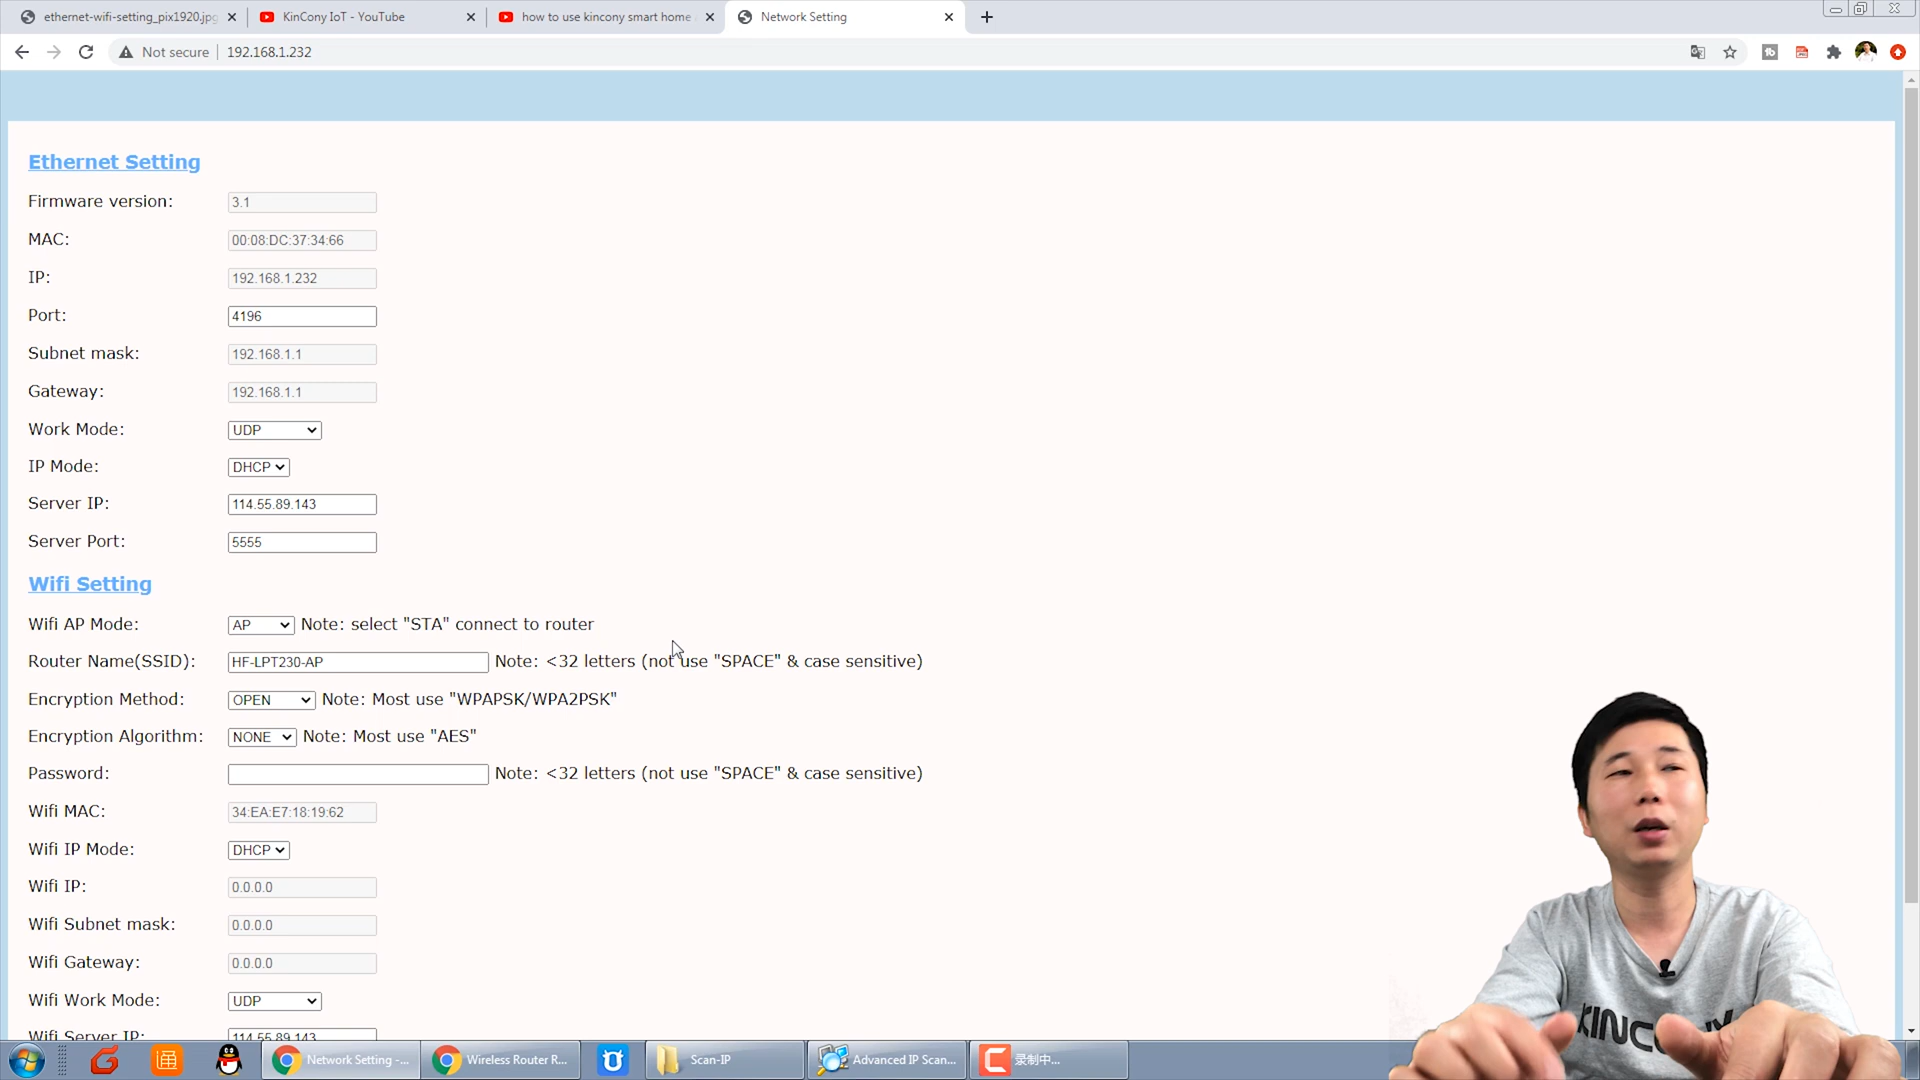 ethernet-wifi-setting_pix1920.jpg
KinCony IoT - YouTube
how to use kincony smart home
Network Setting
Not secure
192.168.1.232
Ethernet Setting
Firmware version: 3.1
MAC: 00:08:DC:37:34:66
IP: 192.168.1.232
Port: 4196
Subnet mask: 192.168.1.1
Gateway: 192.168.1.1
Work Mode: UDP
IP Mode: DHCP
Server IP: 114.55.89.143
Server Port: 5555
Wifi Setting
Wifi AP Mode: AP Note: select "STA" connect to router
Router Name(SSID): HF-LPT230-AP Note: <32 letters (not use "SPACE" & case sensitive)
Encryption Method: OPEN Note: Most use "WPAPSK/WPA2PSK"
Encryption Algorithm: NONE Note: Most use "AES"
Password: Note: <32 letters (not use "SPACE" & case sensitive)
Wifi MAC: 34:EA:E7:18:19:62
Wifi IP Mode: DHCP
Wifi IP: 0.0.0.0
Wifi Subnet mask: 0.0.0.0
Wifi Gateway: 0.0.0.0
Wifi Work Mode: UDP
Wifi Server IP: 114.55.89.143
Network Setting -...
Wireless Router R...
Scan-IP
Advanced IP Scan...
录制中...